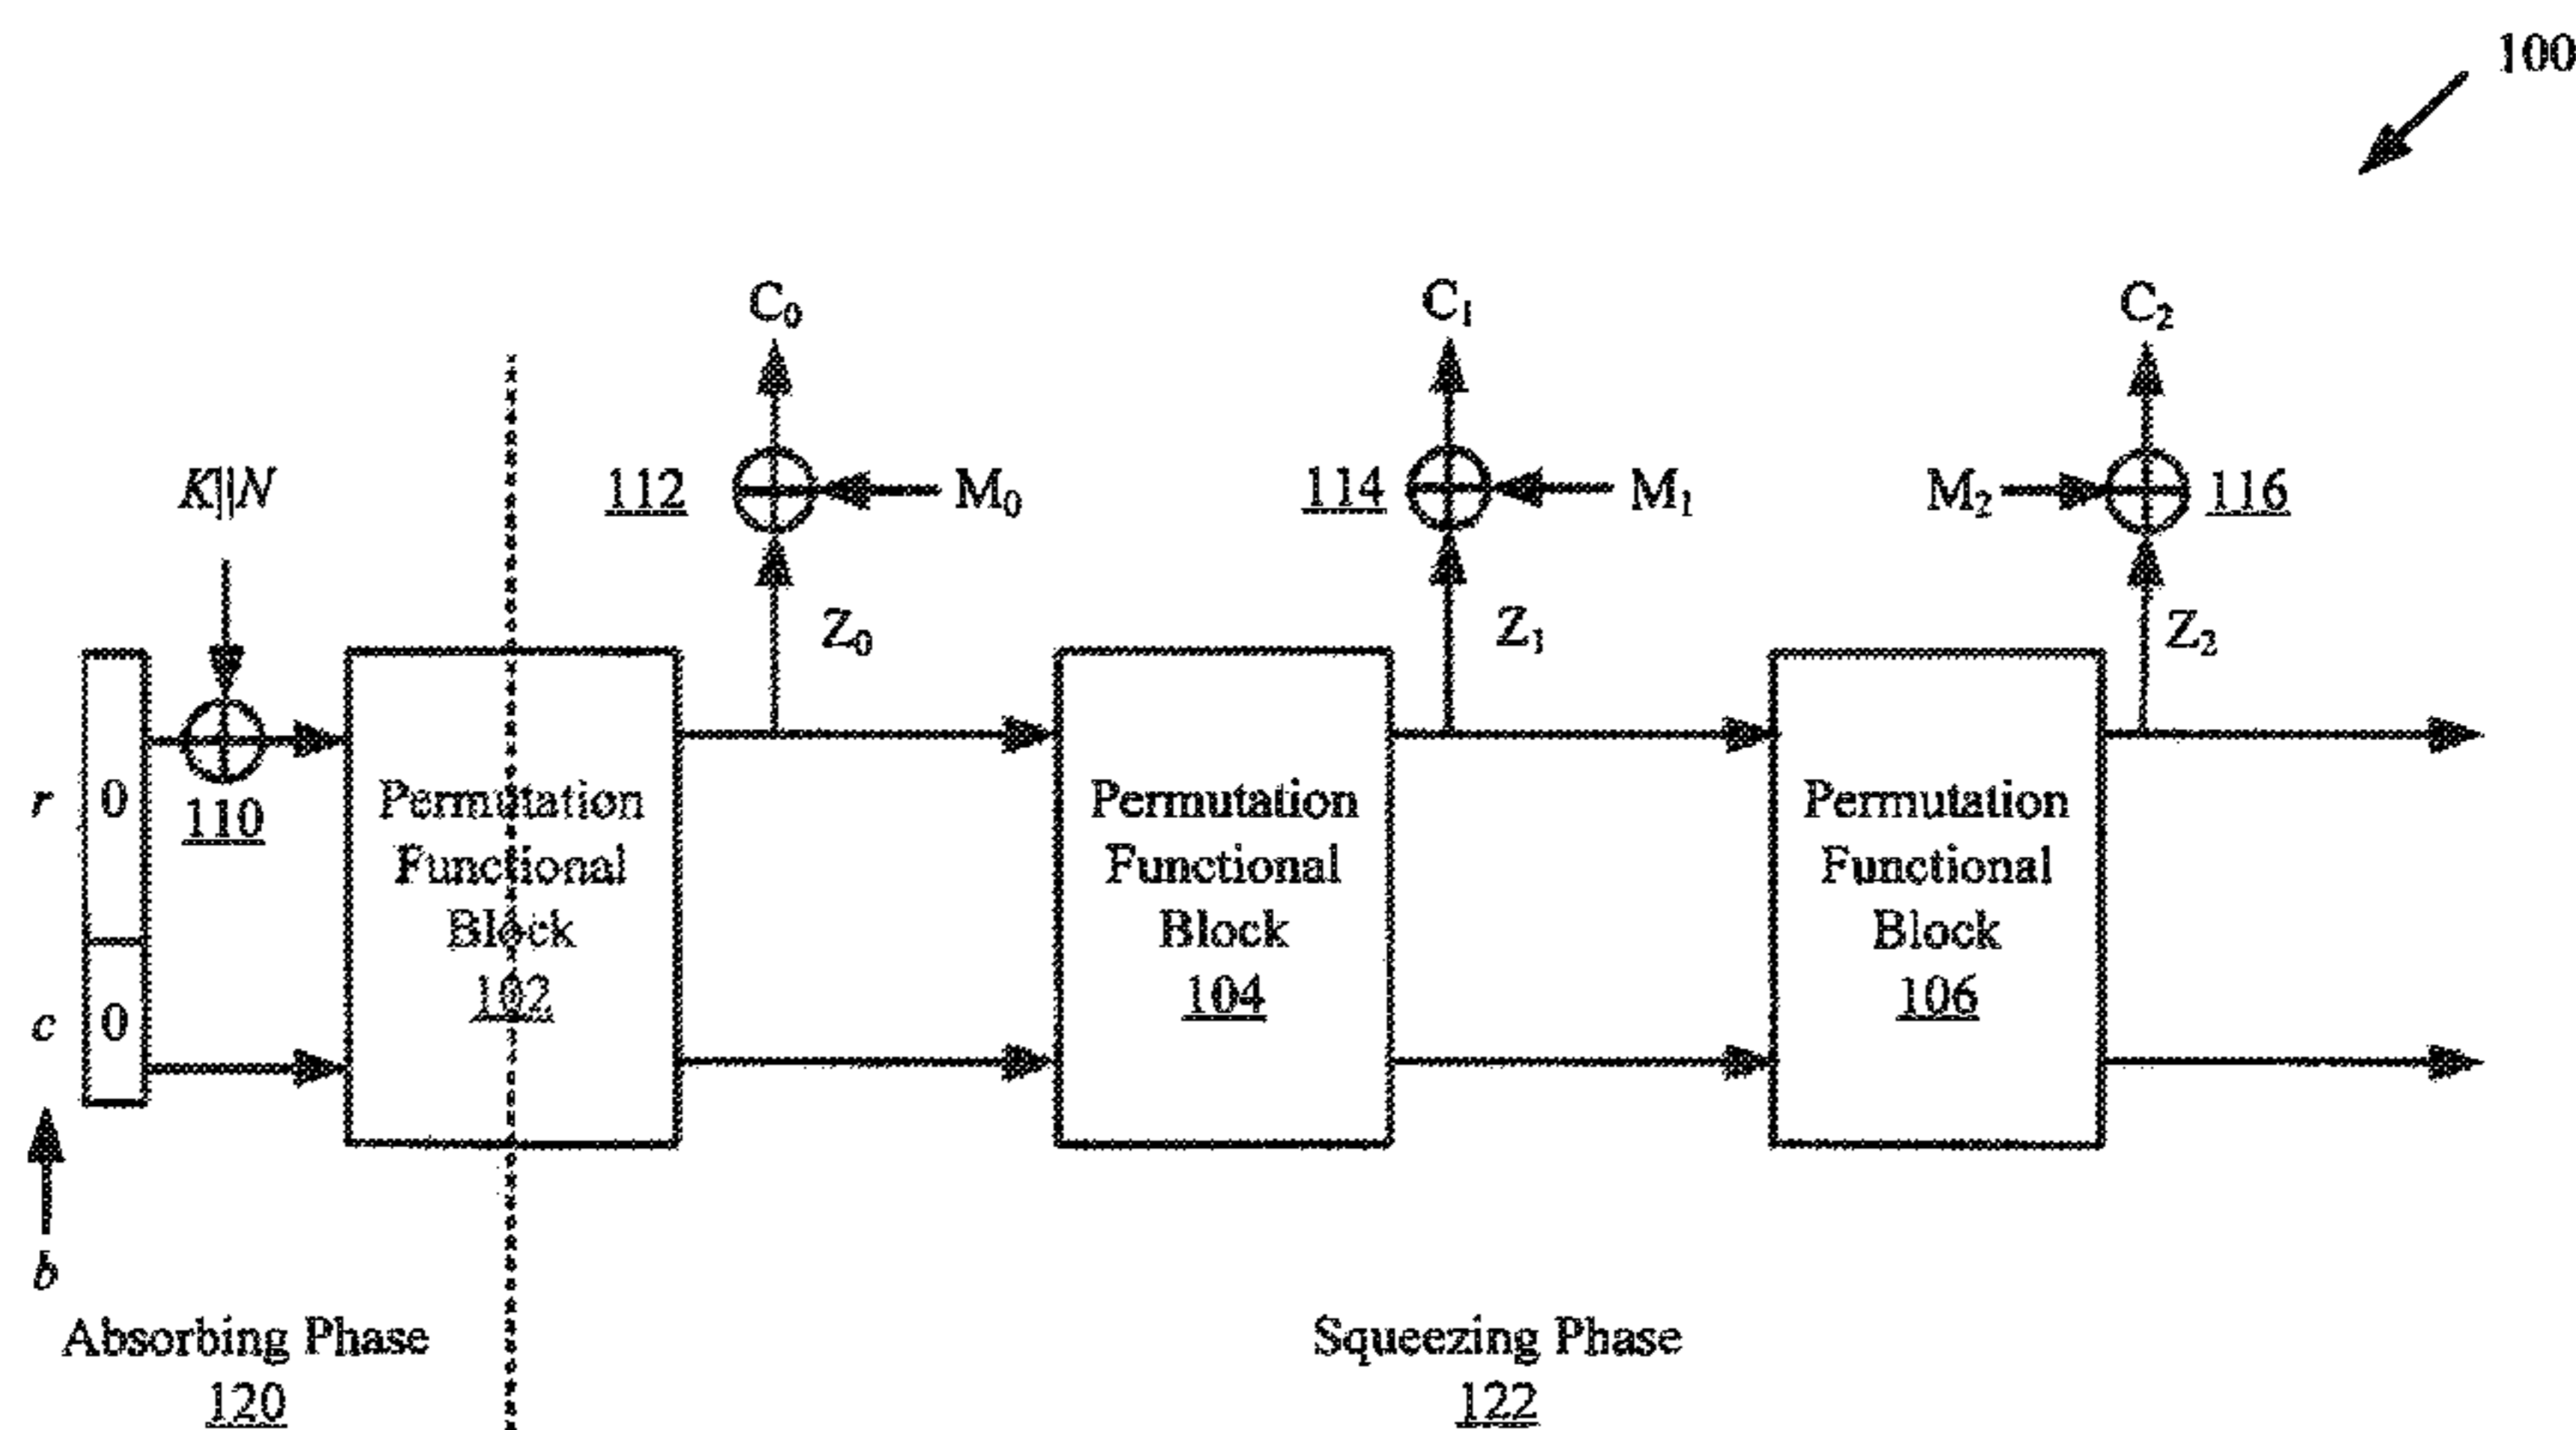 100
C₀
C₁
C₂
K||N
112
M₀
114
M₁
M₂
116
Z₀
Z₁
Z₂
r
0
110
c
0
b
Permutation
Functional
Block
102
Permutation
Functional
Block
104
Permutation
Functional
Block
106
Absorbing Phase
120
Squeezing Phase
122